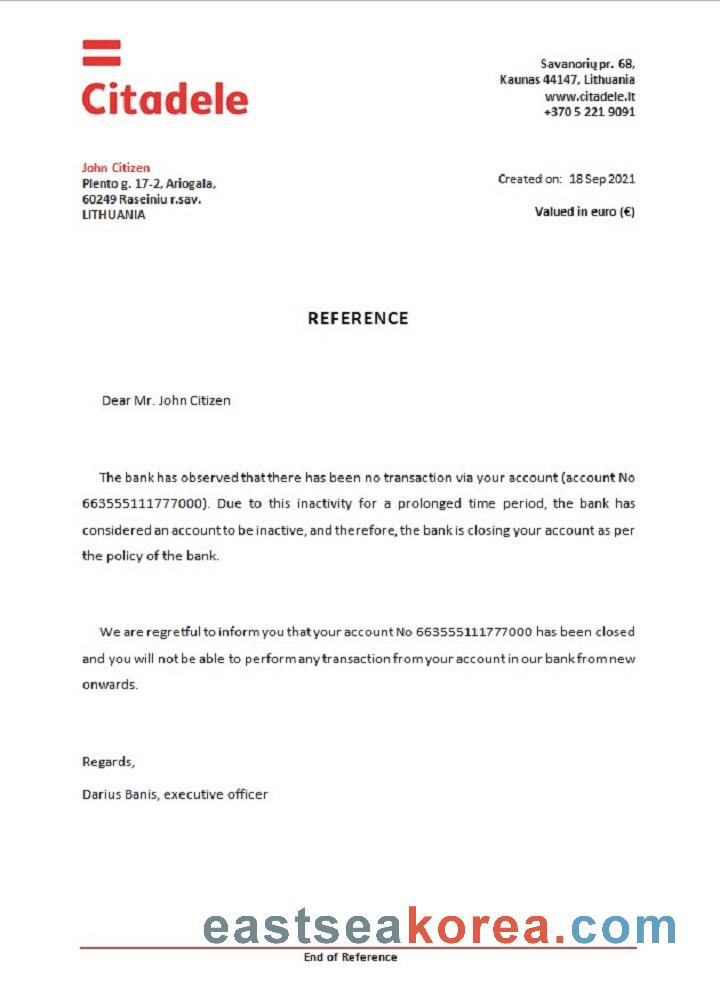 Citadele
Savanorių pr. 68,
Kaunas 44147, Lithuania
www.citadele.lt
+370 5 221 9091
John Citizen
Plento g. 17-2, Ariogala,
60249 Raseiniu r.sav.
LITHUANIA
Created on: 18 Sep 2021
Valued in euro (€)
REFERENCE
Dear Mr. John Citizen
The bank has observed that there has been no transaction via your account (account No
663555111777000). Due to this inactivity for a prolonged time period, the bank has
considered an account to be inactive, and therefore, the bank is closing your account as per
the policy of the bank.
We are regretful to inform you that your account No 663555111777000 has been closed
and you will not be able to perform any transaction from your account in our bank from new
onwards.
Regards,
Darius Banis, executive officer
eastseakorea.com
End of Reference